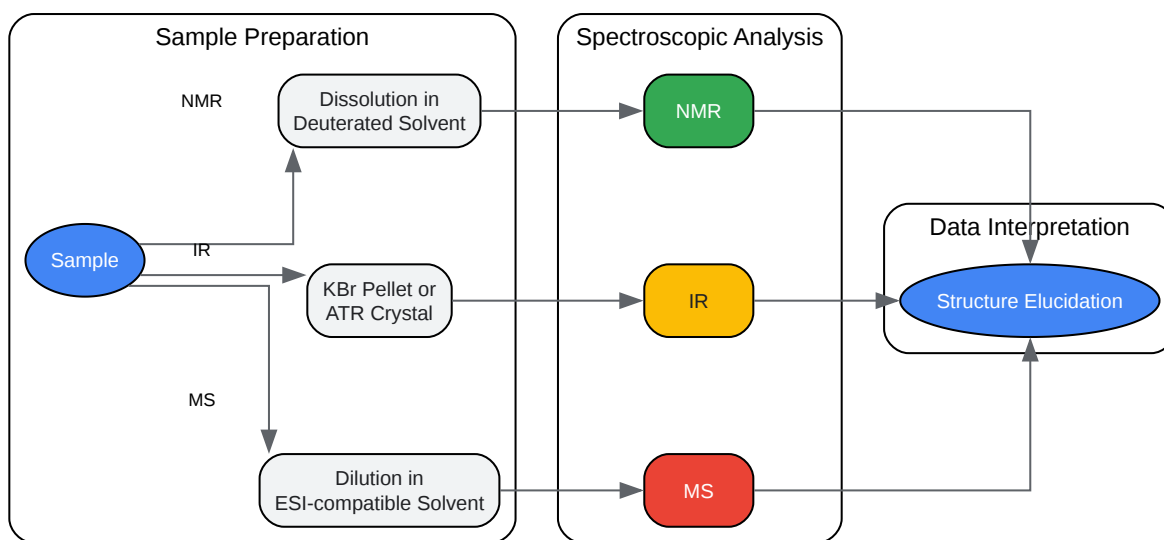 Sample Preparation
Spectroscopic Analysis
NMR
Dissolution in
Deuterated Solvent
NMR
Data Interpretation
Sample
IR
KBr Pellet or
ATR Crystal
IR
Structure Elucidation
MS
Dilution in
ESI-compatible Solvent
MS